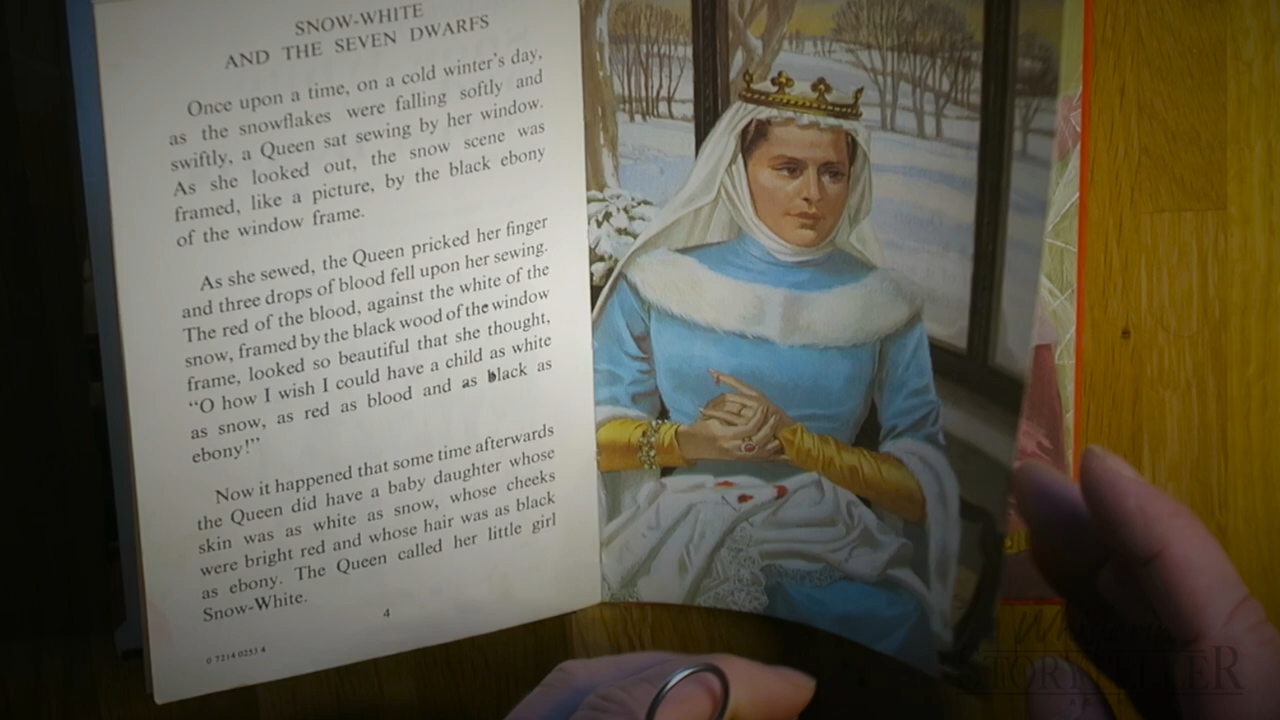 SNOW-WHITE
AND THE SEVEN DWARFS
Once upon a time, on a cold winter's day,
as the snowflakes were falling softly and
swiftly, a Queen sat sewing by her window.
As she looked out, the snow scene was
framed, like a picture, by the black ebony
of the window frame.
As she sewed, the Queen pricked her finger
and three drops of blood fell upon her sewing.
The red of the blood, against the white of the
snow, framed by the black wood of the window
frame, looked so beautiful that she thought,
“O how I wish I could have a child as white
as snow, as red as blood and as black as
ebony!”
Now it happened that some time afterwards
the Queen did have a baby daughter whose
skin was as white as snow, whose cheeks
were bright red and whose hair was as black
as ebony. The Queen called her little girl
Snow-White.
4
0 7214 0253 4